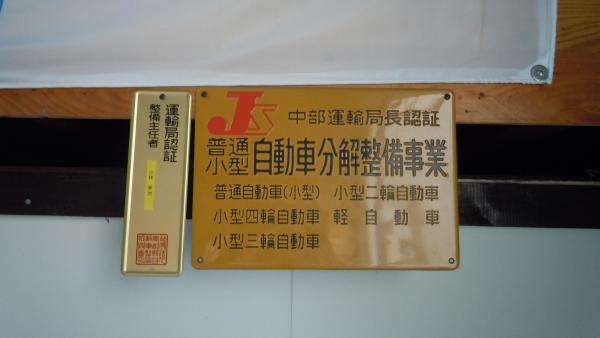 運輸局認証
整備主任者
JS 中部運輸局長認証
普通
小型 自動車分解整備事業
普通自動車(小型) 小型二輪自動車
小型四輪自動車 軽自動車
小型三輪自動車